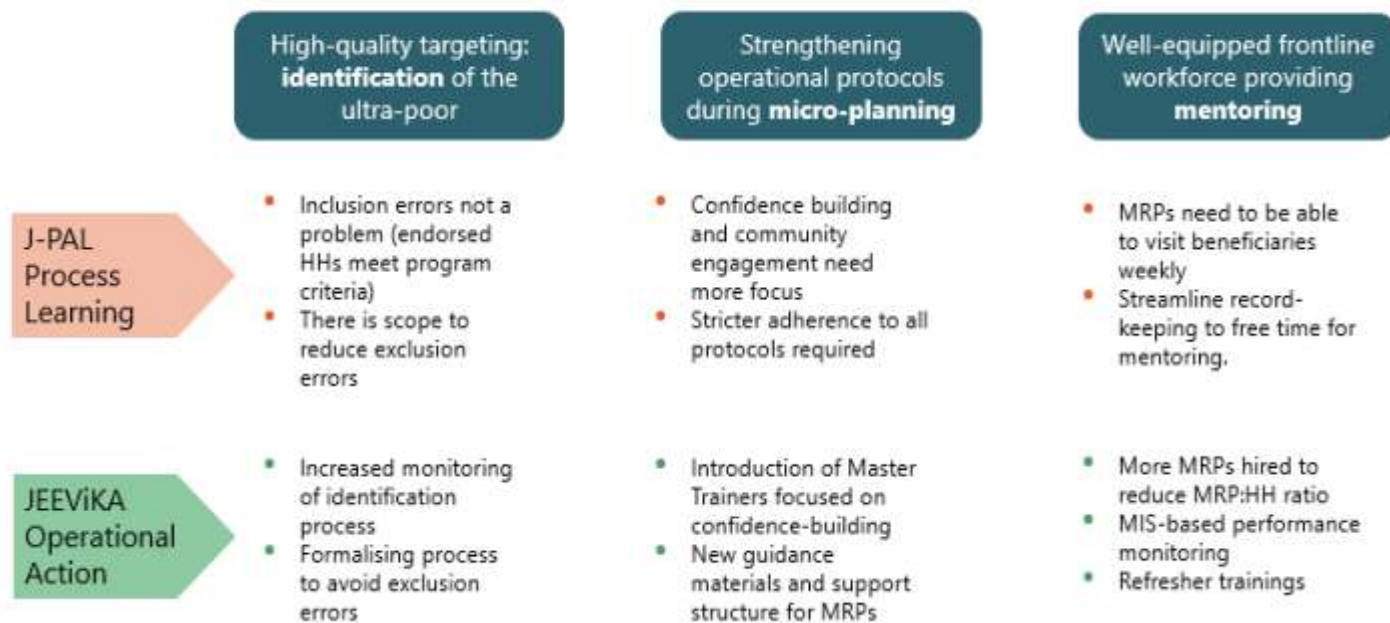 High-quality targeting:
identification of the
ultra-poor
Strengthening
operational protocols
during micro-planning
Well-equipped frontline
workforce providing
mentoring
J-PAL
Process
Learning
• Inclusion errors not a
problem (endorsed
HHs meet program
criteria)
• There is scope to
reduce exclusion
errors
• Confidence building
and community
engagement need
more focus
• Stricter adherence to all
protocols required
• MRPs need to be able
to visit beneficiaries
weekly
• Streamline record-
keeping to free time for
mentoring.
JEEViKA
Operational
Action
• Increased monitoring
of identification
process
• Formalising process
to avoid exclusion
errors
• Introduction of Master
Trainers focused on
confidence-building
• New guidance
materials and support
structure for MRPs
• More MRPs hired to
reduce MRP:HH ratio
• MIS-based performance
monitoring
• Refresher trainings